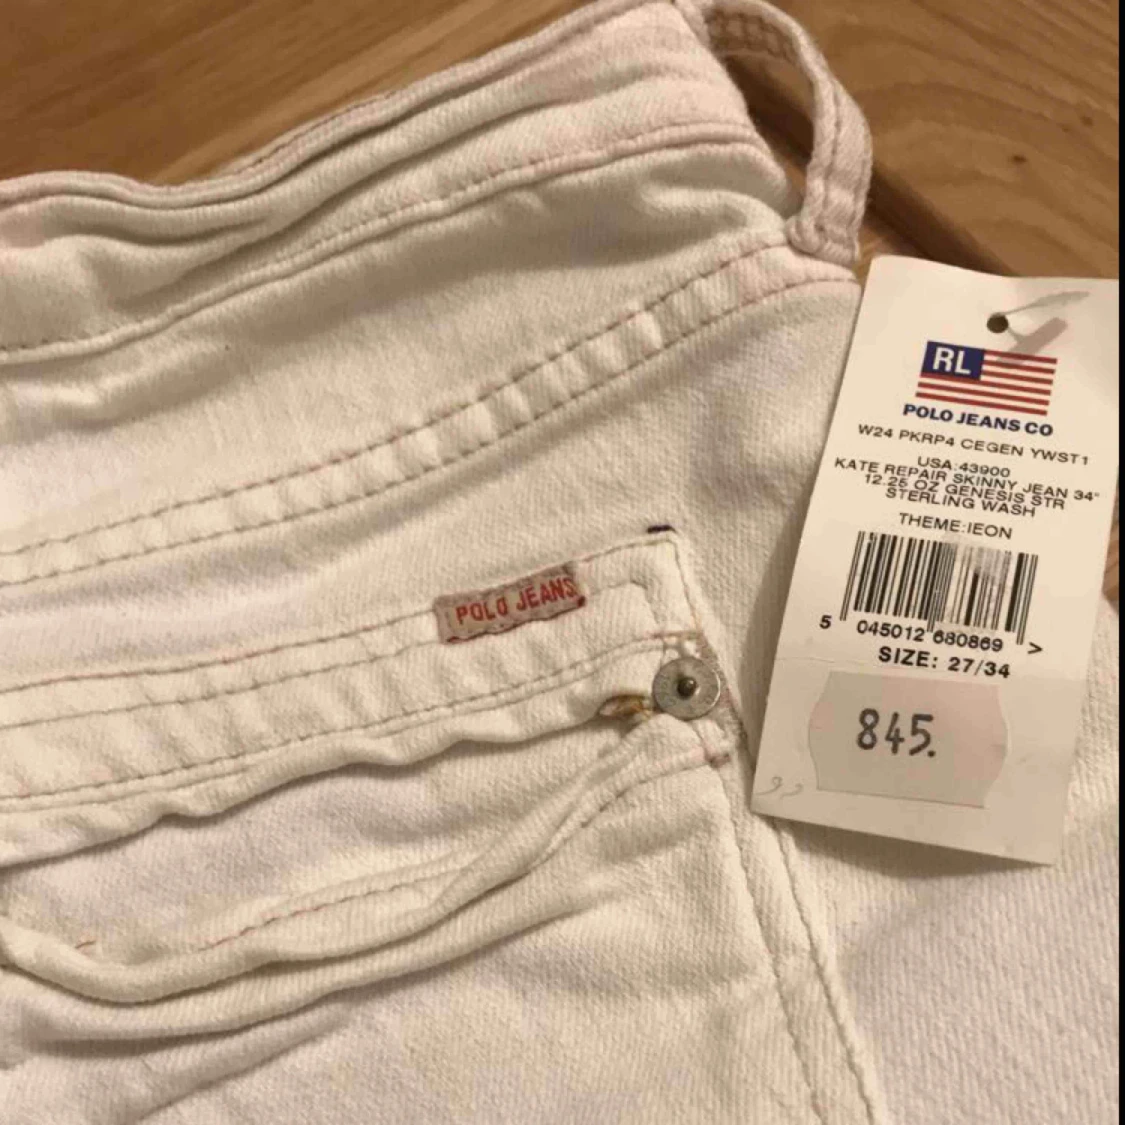 POLO JEANS
RL
POLO JEANS CO
W24 PKRP4 CEGEN YWST1
USA:43900
KATE REPAIR SKINNY JEAN 34"
12.25 OZ GENESIS STR
STERLING WASH
THEME:IEON
5 045012 680869 >
SIZE: 27/34
845.